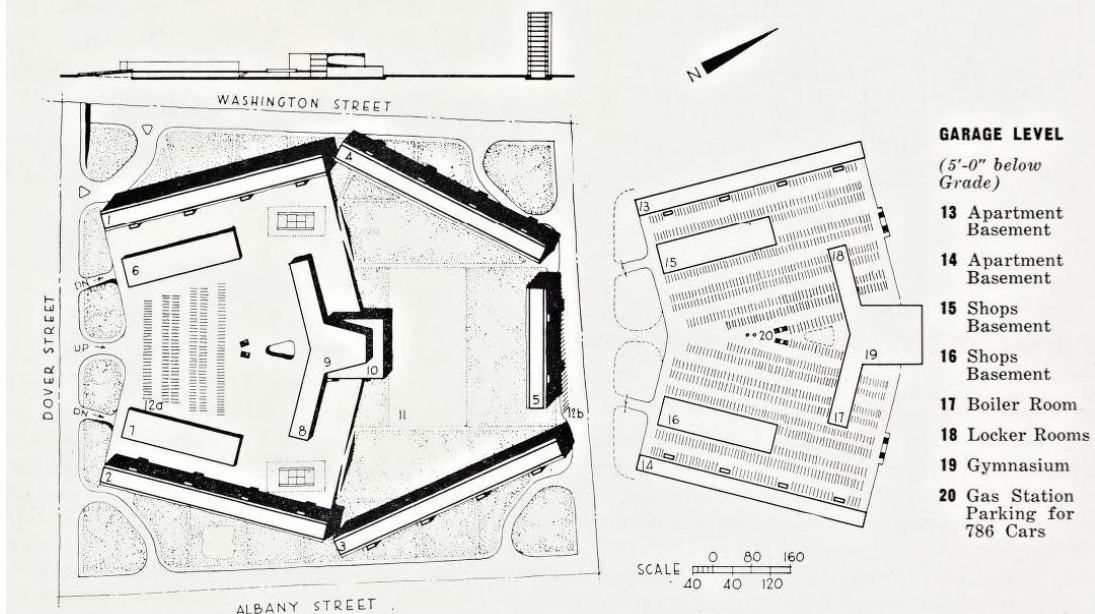 WASHINGTON STREET
N
4
1
6
DN
DOVER STREET
UP
DN
9
10
5
11
8
12a
12b
7
2
3
ALBANY STREET
13
15
18
20
19
16
17
14
SCALE
0 80 160
40 40 120
GARAGE LEVEL
(5'-0" below
Grade)
13 Apartment
Basement
14 Apartment
Basement
15 Shops
Basement
16 Shops
Basement
17 Boiler Room
18 Locker Rooms
19 Gymnasium
20 Gas Station
Parking for
786 Cars